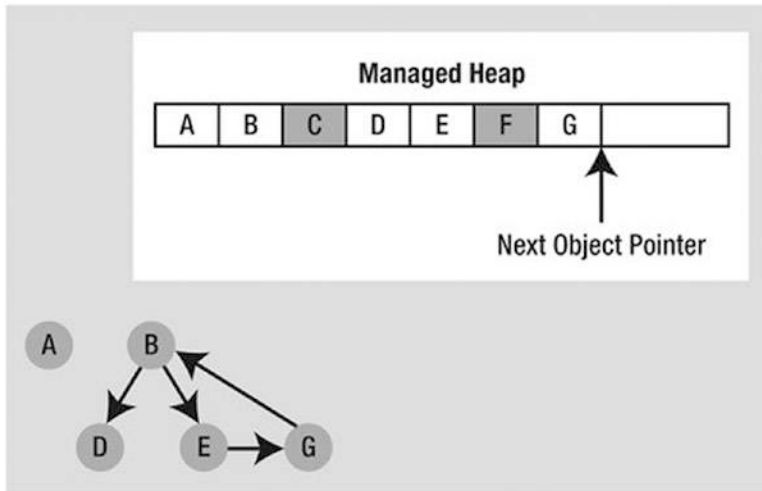 Managed Heap
A B C D E F G
Next Object Pointer
A B
D E G